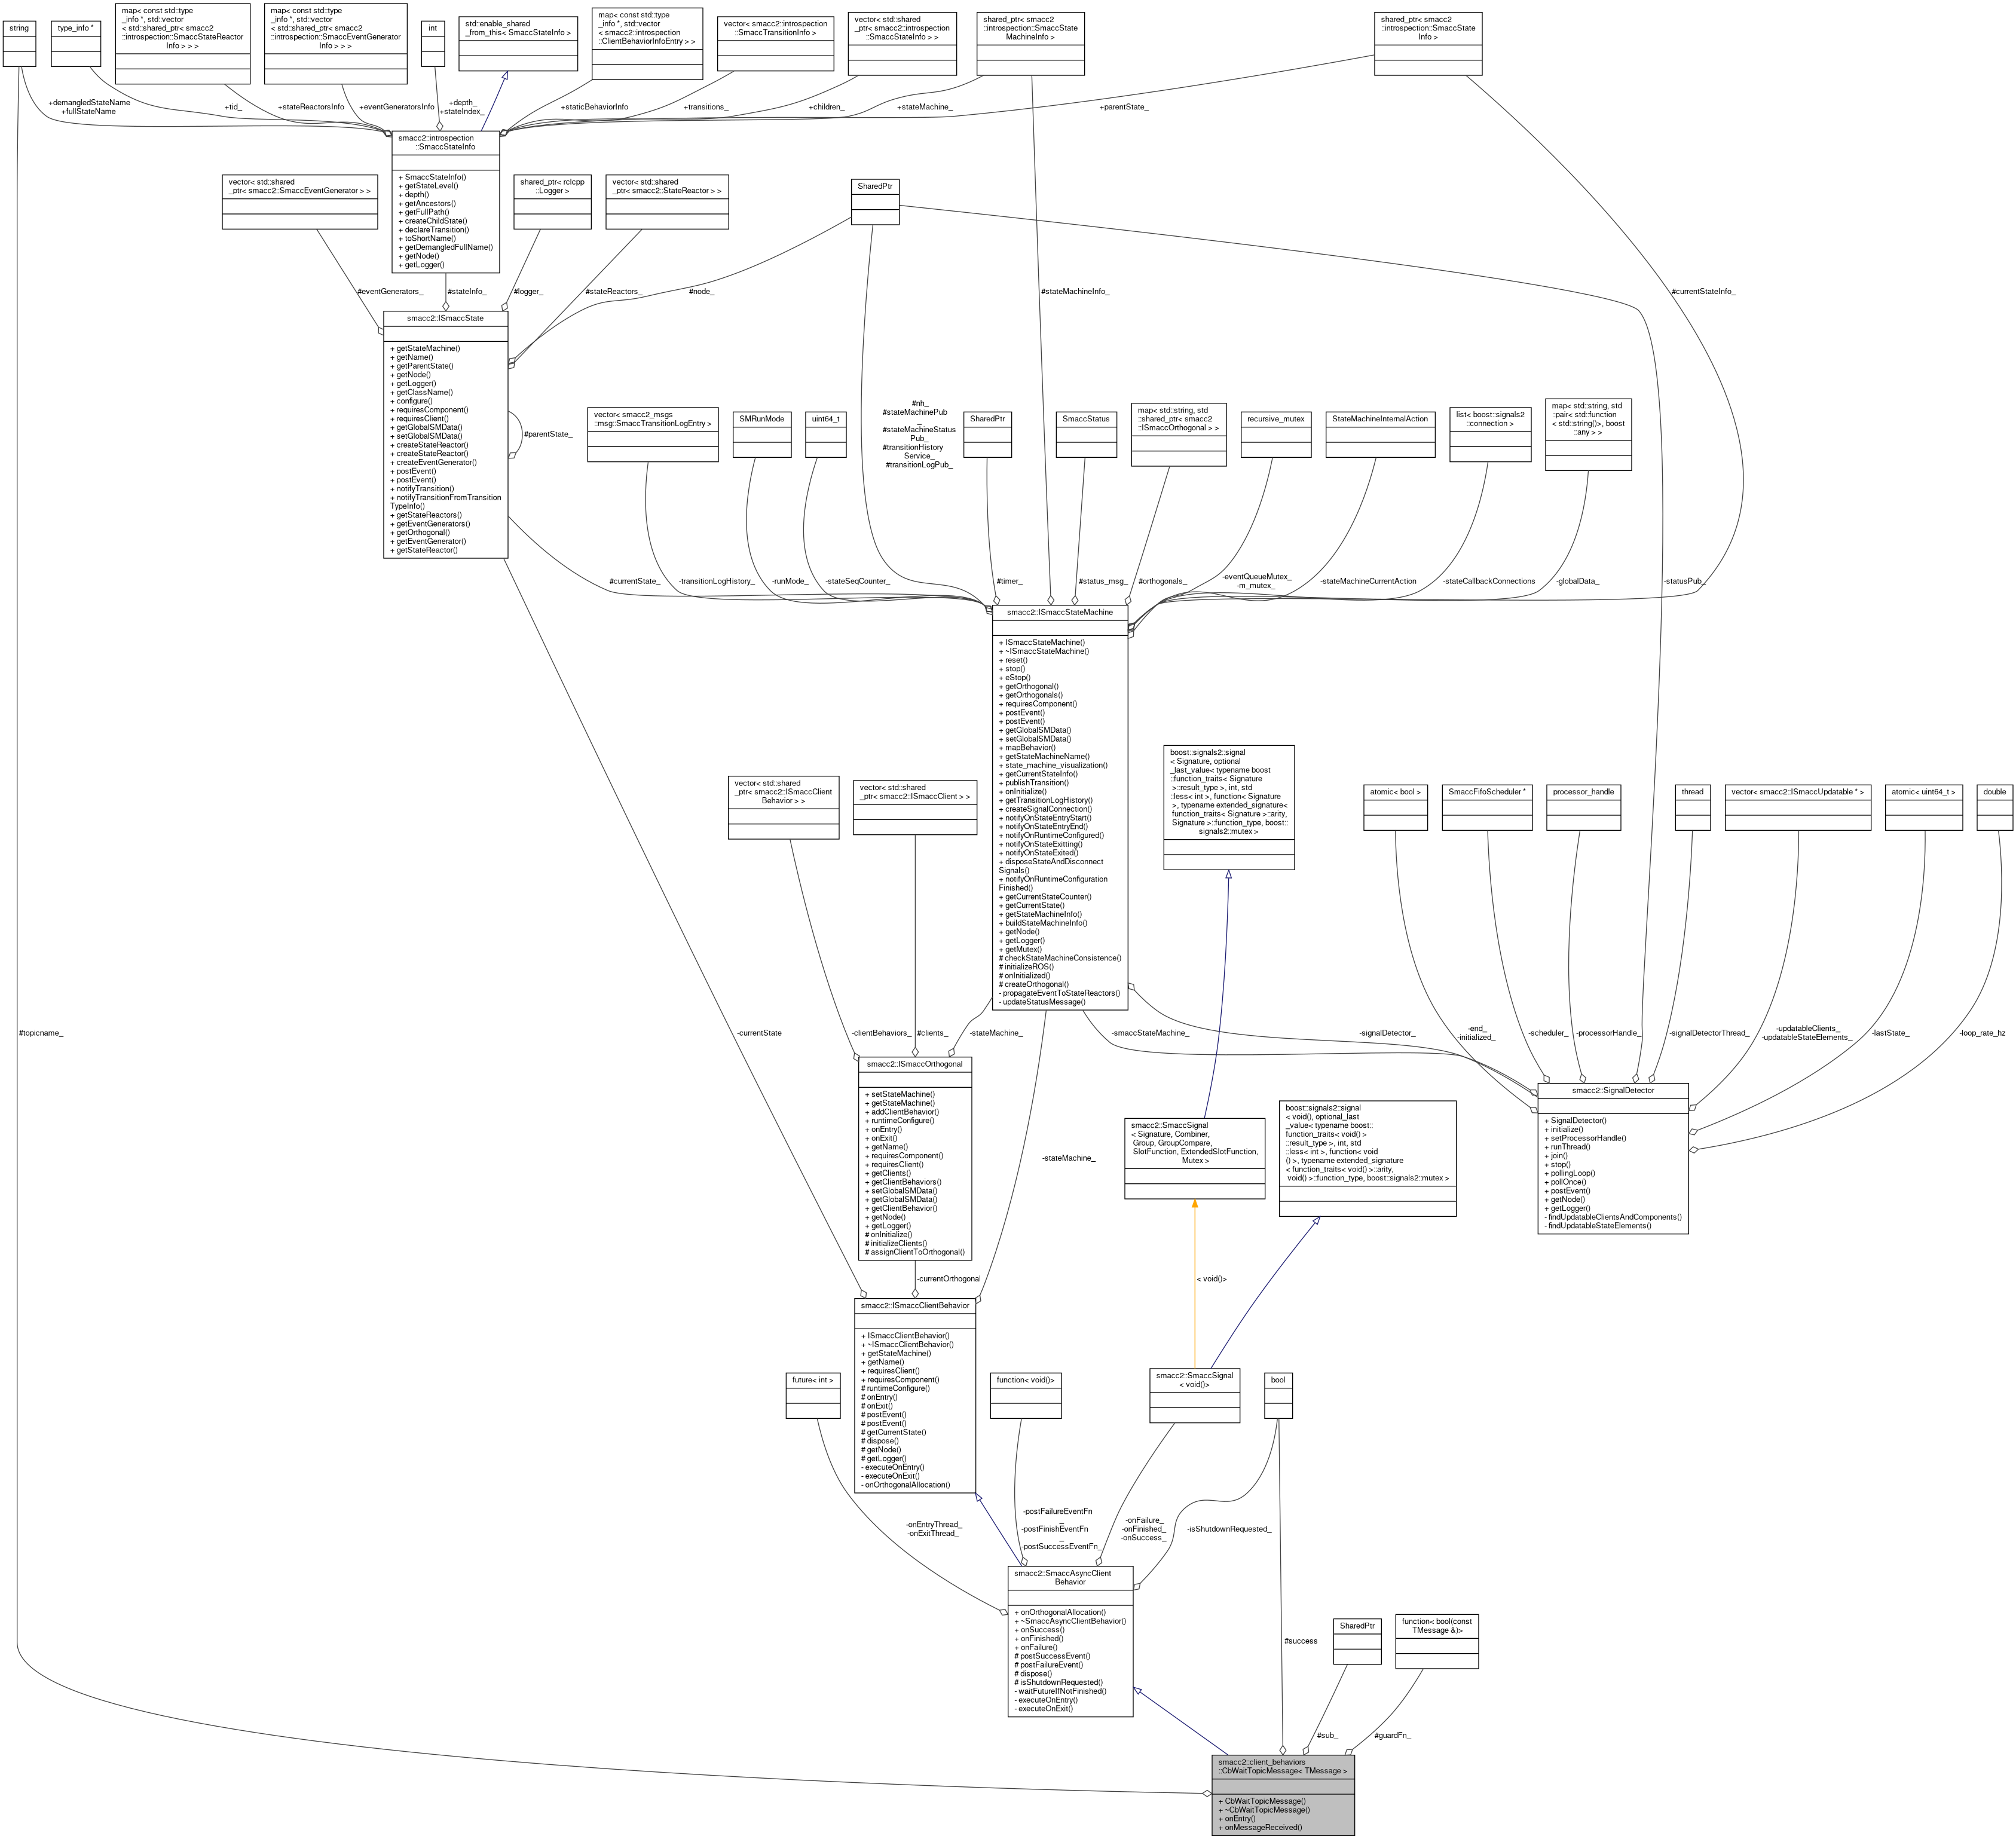 string
type_info *
map< const std::type
_info *, std::vector
< std::shared_ptr< smacc2
::introspection::SmaccStateReactor
Info > > >
map< const std::type
_info *, std::vector
< std::shared_ptr< smacc2
::introspection::SmaccEventGenerator
Info > > >
int
std::enable_shared
_from_this< SmaccStateInfo >
map< const std::type
_info *, std::vector
< smacc2::introspection
::ClientBehaviorInfoEntry > >
vector< smacc2::introspection
::SmaccTransitionInfo >
vector< std::shared
_ptr< smacc2::introspection
::SmaccStateInfo > >
shared_ptr< smacc2
::introspection::SmaccState
MachineInfo >
shared_ptr< smacc2
::introspection::SmaccState
Info >
+demangledStateName
+fullStateName
+tid_
+stateReactorsInfo
+eventGeneratorsInfo
+depth_
+stateIndex_
+staticBehaviorInfo
+transitions_
+children_
+stateMachine_
+parentState_
smacc2::introspection
::SmaccStateInfo
+ SmaccStateInfo()
+ getStateLevel()
+ depth()
+ getAncestors()
+ getFullPath()
+ createChildState()
+ declareTransition()
+ toShortName()
+ getDemangledFullName()
+ getNode()
+ getLogger()
vector< std::shared
_ptr< smacc2::SmaccEventGenerator > >
shared_ptr< rclcpp
::Logger >
vector< std::shared
_ptr< smacc2::StateReactor > >
SharedPtr
#eventGenerators_
#stateInfo_
#logger_
#stateReactors_
#node_
#stateMachineInfo_
#currentStateInfo_
smacc2::ISmaccState
+ getStateMachine()
+ getName()
+ getParentState()
+ getNode()
+ getLogger()
+ getClassName()
+ configure()
+ requiresComponent()
+ requiresClient()
+ getGlobalSMData()
+ setGlobalSMData()
+ createStateReactor()
+ createStateReactor()
+ createEventGenerator()
+ postEvent()
+ postEvent()
+ notifyTransition()
+ notifyTransitionFromTransition
TypeInfo()
+ getStateReactors()
+ getEventGenerators()
+ getOrthogonal()
+ getEventGenerator()
+ getStateReactor()
#parentState_
vector< smacc2_msgs
::msg::SmaccTransitionLogEntry >
SMRunMode
uint64_t
#nh_
#stateMachinePub
_
#stateMachineStatus
Pub_
#transitionHistory
Service_
#transitionLogPub_
SharedPtr
SmaccStatus
map< std::string, std
::shared_ptr< smacc2
::ISmaccOrthogonal > >
recursive_mutex
StateMachineInternalAction
list< boost::signals2
::connection >
map< std::string, std
::pair< std::function
< std::string()>, boost
::any > >
#currentState_
-transitionLogHistory_
-runMode_
-stateSeqCounter_
#timer_
#status_msg_
#orthogonals_
-eventQueueMutex_
-m_mutex_
-stateMachineCurrentAction
-stateCallbackConnections
-globalData_
-statusPub_
smacc2::ISmaccStateMachine
+ ISmaccStateMachine()
+ ~ISmaccStateMachine()
+ reset()
+ stop()
+ eStop()
+ getOrthogonal()
+ getOrthogonals()
+ requiresComponent()
+ postEvent()
+ postEvent()
+ getGlobalSMData()
+ setGlobalSMData()
+ mapBehavior()
+ getStateMachineName()
+ state_machine_visualization()
+ getCurrentStateInfo()
+ publishTransition()
+ onInitialize()
+ getTransitionLogHistory()
+ createSignalConnection()
+ notifyOnStateEntryStart()
+ notifyOnStateEntryEnd()
+ notifyOnRuntimeConfigured()
+ notifyOnStateExitting()
+ notifyOnStateExited()
+ disposeStateAndDisconnect
Signals()
+ notifyOnRuntimeConfiguration
Finished()
+ getCurrentStateCounter()
+ getCurrentState()
+ getStateMachineInfo()
+ buildStateMachineInfo()
+ getNode()
+ getLogger()
+ getMutex()
# checkStateMachineConsistence()
# initializeROS()
# onInitialized()
# createOrthogonal()
- propagateEventToStateReactors()
- updateStatusMessage()
boost::signals2::signal
< Signature, optional
_last_value< typename boost
::function_traits< Signature
>::result_type >, int, std
::less< int >, function< Signature
>, typename extended_signature<
function_traits< Signature >::arity,
Signature >::function_type, boost::
signals2::mutex >
vector< std::shared
_ptr< smacc2::ISmaccClient
Behavior > >
vector< std::shared
_ptr< smacc2::ISmaccClient > >
atomic< bool >
SmaccFifoScheduler *
processor_handle
thread
vector< smacc2::ISmaccUpdatable * >
atomic< uint64_t >
double
#topicname_
-currentState
-clientBehaviors_
#clients_
-stateMachine_
-smaccStateMachine_
-signalDetector_
-end_
-initialized_
-scheduler_
-processorHandle_
-signalDetectorThread_
-updatableClients_
-updatableStateElements_
-lastState_
-loop_rate_hz
smacc2::ISmaccOrthogonal
+ setStateMachine()
+ getStateMachine()
+ addClientBehavior()
+ runtimeConfigure()
+ onEntry()
+ onExit()
+ getName()
+ requiresComponent()
+ requiresClient()
+ getClients()
+ getClientBehaviors()
+ setGlobalSMData()
+ getGlobalSMData()
+ getClientBehavior()
+ getNode()
+ getLogger()
# onInitialize()
# initializeClients()
# assignClientToOrthogonal()
-stateMachine_
smacc2::SmaccSignal
< Signature, Combiner,
Group, GroupCompare,
SlotFunction, ExtendedSlotFunction,
Mutex >
boost::signals2::signal
< void(), optional_last
_value< typename boost::
function_traits< void() >
::result_type >, int, std
::less< int >, function< void
() >, typename extended_signature
< function_traits< void() >::arity,
void() >::function_type, boost::signals2::mutex >
smacc2::SignalDetector
+ SignalDetector()
+ initialize()
+ setProcessorHandle()
+ runThread()
+ join()
+ stop()
+ pollingLoop()
+ pollOnce()
+ postEvent()
+ getNode()
+ getLogger()
- findUpdatableClientsAndComponents()
- findUpdatableStateElements()
-currentOrthogonal
< void()>
smacc2::ISmaccClientBehavior
+ ISmaccClientBehavior()
+ ~ISmaccClientBehavior()
+ getStateMachine()
+ getName()
+ requiresClient()
+ requiresComponent()
# runtimeConfigure()
# onEntry()
# onExit()
# postEvent()
# postEvent()
# getCurrentState()
# dispose()
# getNode()
# getLogger()
- executeOnEntry()
- executeOnExit()
- onOrthogonalAllocation()
future< int >
function< void()>
smacc2::SmaccSignal
< void()>
bool
-onEntryThread_
-onExitThread_
-postFailureEventFn
_
-postFinishEventFn
_
-postSuccessEventFn_
-onFailure_
-onFinished_
-onSuccess_
-isShutdownRequested_
smacc2::SmaccAsyncClient
Behavior
+ onOrthogonalAllocation()
+ ~SmaccAsyncClientBehavior()
+ onSuccess()
+ onFinished()
+ onFailure()
# postSuccessEvent()
# postFailureEvent()
# dispose()
# isShutdownRequested()
- waitFutureIfNotFinished()
- executeOnEntry()
- executeOnExit()
SharedPtr
function< bool(const
TMessage &)>
#success
#sub_
#guardFn_
smacc2::client_behaviors
::CbWaitTopicMessage< TMessage >
+ CbWaitTopicMessage()
+ ~CbWaitTopicMessage()
+ onEntry()
+ onMessageReceived()